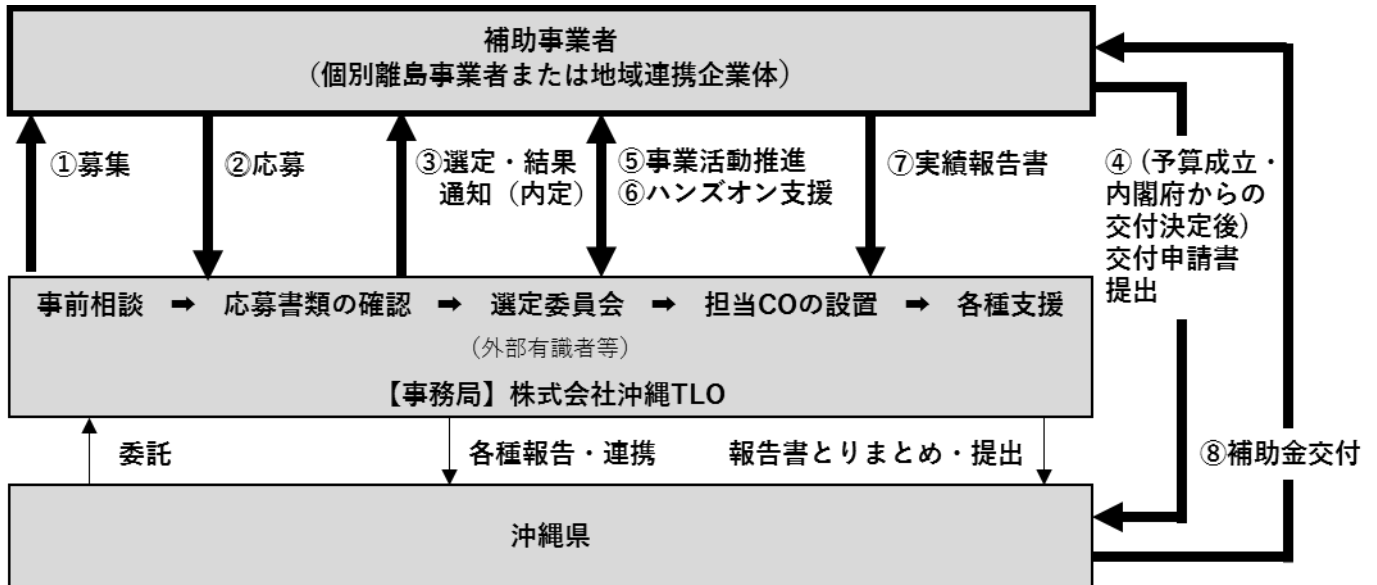 補助事業者
（個別離島事業者または地域連携企業体）
①募集
②応募
③選定・結果
通知（内定）
⑤事業活動推進
⑥ハンズオン支援
⑦実績報告書
④（予算成立・
内閣府からの
交付決定後）
交付申請書
提出
事前相談 ➡ 応募書類の確認 ➡ 選定委員会 ➡ 担当COの設置 ➡ 各種支援
（外部有識者等）
【事務局】株式会社沖縄TLO
委託
各種報告・連携
報告書とりまとめ・提出
⑧補助金交付
沖縄県